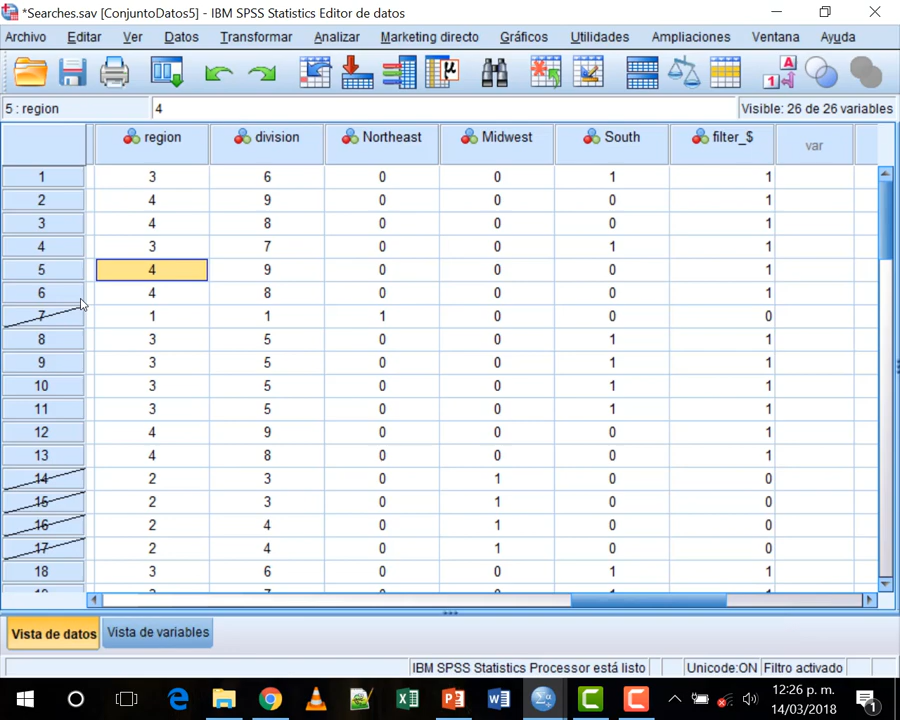 *Searches.sav [ConjuntoDatos5] - IBM SPSS Statistics Editor de datos
Archivo Editar Ver Datos Transformar Analizar Marketing directo Gráficos Utilidades Ampliaciones Ventana Ayuda
5 : region 4 Visible: 26 de 26 variables
region division Northeast Midwest South filter_$ var
1 3 6 0 0 1 1
2 4 9 0 0 0 1
3 4 8 0 0 0 1
4 3 7 0 0 1 1
5 4 9 0 0 0 1
6 4 8 0 0 0 1
7 1 1 1 0 0 0
8 3 5 0 0 1 1
9 3 5 0 0 1 1
10 3 5 0 0 1 1
11 3 5 0 0 1 1
12 4 9 0 0 0 1
13 4 8 0 0 0 1
14 2 3 0 1 0 0
15 2 3 0 1 0 0
16 2 4 0 1 0 0
17 2 4 0 1 0 0
18 3 6 0 0 1 1
Vista de datos Vista de variables
IBM SPSS Statistics Processor está listo Unicode:ON Filtro activado
12:26 p. m.
14/03/2018 1